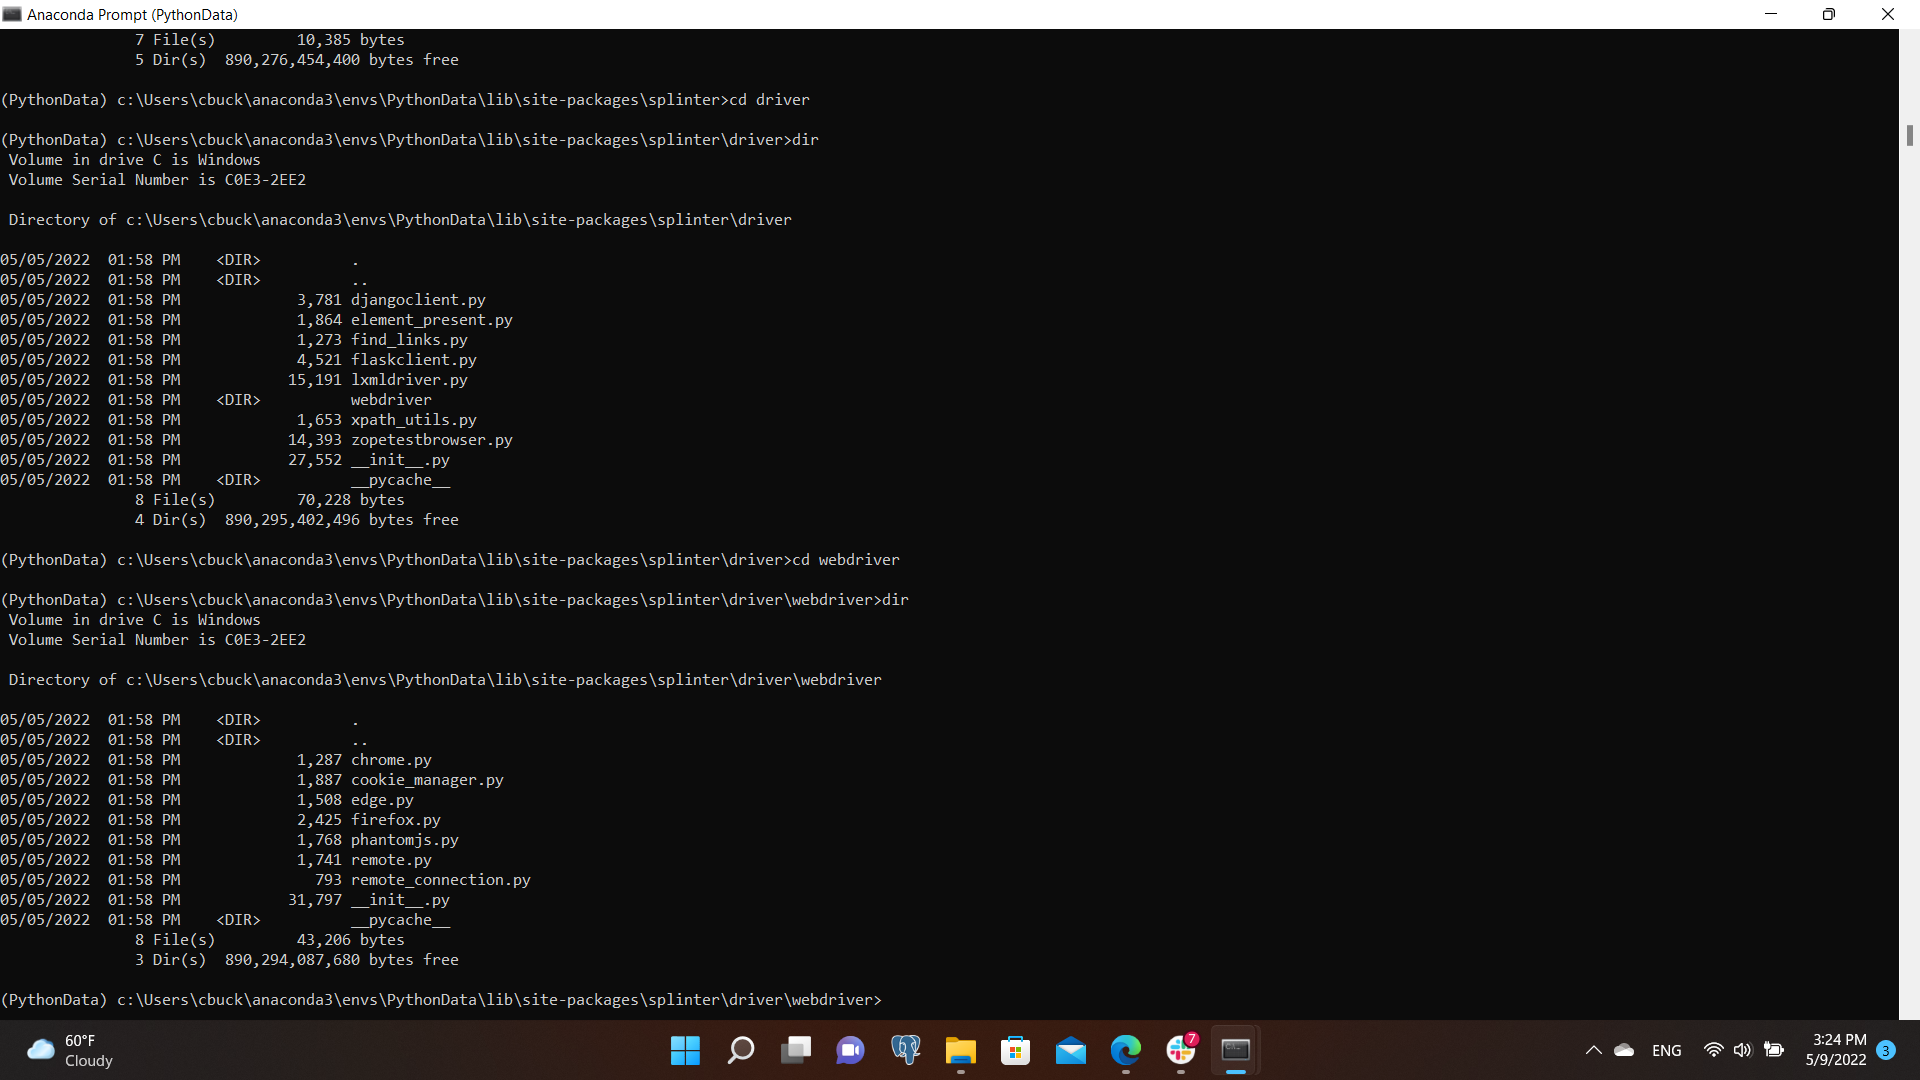 Anaconda Prompt (PythonData)
7 File(s) 10,385 bytes
5 Dir(s) 890,276,454,400 bytes free
(PythonData) c:\Users\cbuck\anaconda3\envs\PythonData\lib\site-packages\splinter>cd driver
(PythonData) c:\Users\cbuck\anaconda3\envs\PythonData\lib\site-packages\splinter\driver>dir
Volume in drive C is Windows
Volume Serial Number is C0E3-2EE2
Directory of c:\Users\cbuck\anaconda3\envs\PythonData\lib\site-packages\splinter\driver
05/05/2022 01:58 PM <DIR> .
05/05/2022 01:58 PM <DIR> ..
05/05/2022 01:58 PM 3,781 djangoclient.py
05/05/2022 01:58 PM 1,864 element_present.py
05/05/2022 01:58 PM 1,273 find_links.py
05/05/2022 01:58 PM 4,521 flaskclient.py
05/05/2022 01:58 PM 15,191 lxmldriver.py
05/05/2022 01:58 PM <DIR> webdriver
05/05/2022 01:58 PM 1,653 xpath_utils.py
05/05/2022 01:58 PM 14,393 zopetestbrowser.py
05/05/2022 01:58 PM 27,552 __init__.py
05/05/2022 01:58 PM <DIR> __pycache__
8 File(s) 70,228 bytes
4 Dir(s) 890,295,402,496 bytes free
(PythonData) c:\Users\cbuck\anaconda3\envs\PythonData\lib\site-packages\splinter\driver>cd webdriver
(PythonData) c:\Users\cbuck\anaconda3\envs\PythonData\lib\site-packages\splinter\driver\webdriver>dir
Volume in drive C is Windows
Volume Serial Number is C0E3-2EE2
Directory of c:\Users\cbuck\anaconda3\envs\PythonData\lib\site-packages\splinter\driver\webdriver
05/05/2022 01:58 PM <DIR> .
05/05/2022 01:58 PM <DIR> ..
05/05/2022 01:58 PM 1,287 chrome.py
05/05/2022 01:58 PM 1,887 cookie_manager.py
05/05/2022 01:58 PM 1,508 edge.py
05/05/2022 01:58 PM 2,425 firefox.py
05/05/2022 01:58 PM 1,768 phantomjs.py
05/05/2022 01:58 PM 1,741 remote.py
05/05/2022 01:58 PM 793 remote_connection.py
05/05/2022 01:58 PM 31,797 __init__.py
05/05/2022 01:58 PM <DIR> __pycache__
8 File(s) 43,206 bytes
3 Dir(s) 890,294,087,680 bytes free
(PythonData) c:\Users\cbuck\anaconda3\envs\PythonData\lib\site-packages\splinter\driver\webdriver>
60°F
Cloudy
7
ENG
3:24 PM
5/9/2022
3